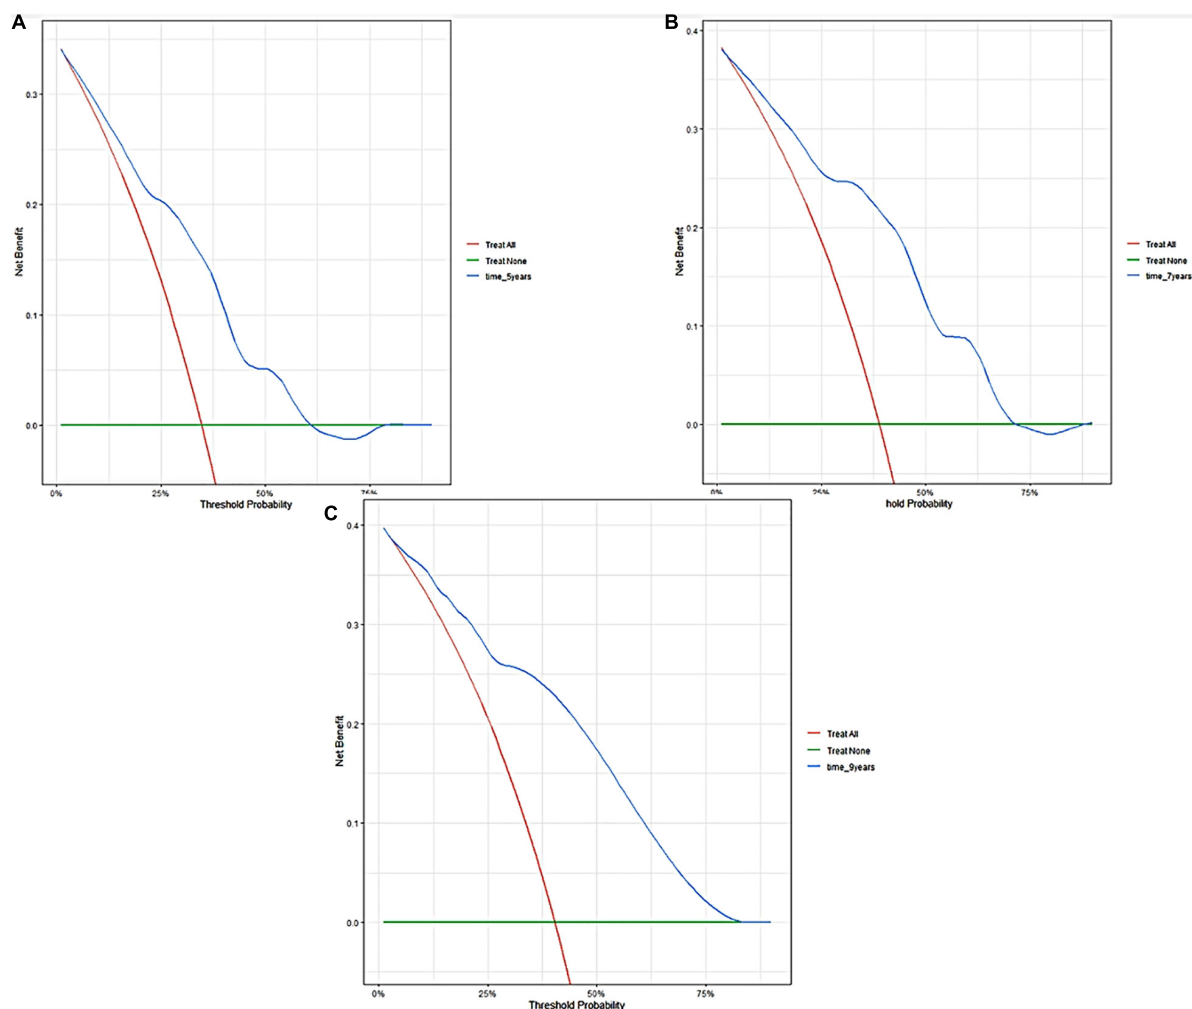 A
0.3
0.2
0.1
0.0
Net Benefit
0%
25%
50%
75%
Threshold Probability
Treat All
Treat None
time_5years
B
0.4
0.3
0.2
0.1
0.0
Net Benefit
0%
25%
50%
75%
hold Probability
Treat All
Treat None
time_7years
C
0.4
0.3
0.2
0.1
0.0
Net Benefit
0%
25%
50%
75%
Threshold Probability
Treat All
Treat None
time_9years